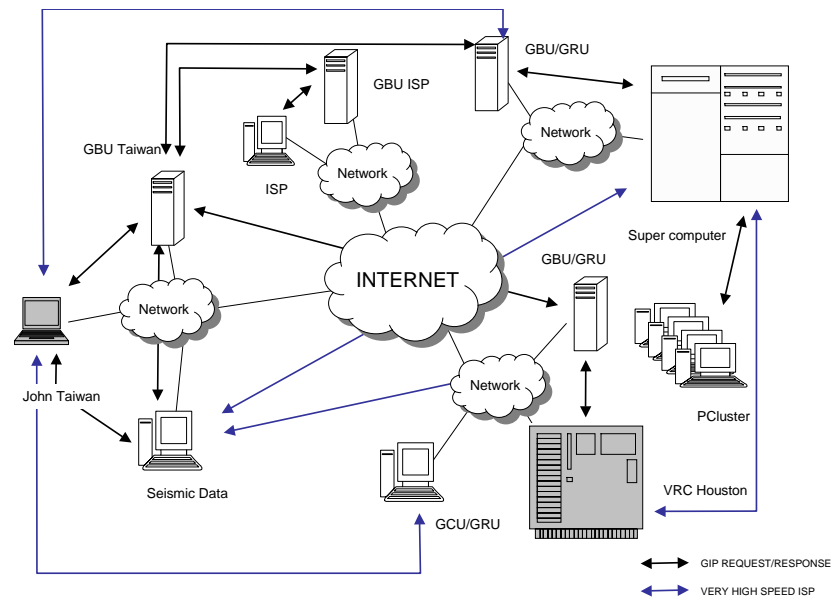 GBU/GRU
GBU ISP
Network
GBU Taiwan
ISP
Network
Super computer
GBU/GRU
INTERNET
Network
Network
John Taiwan
PCluster
Seismic Data
VRC Houston
GCU/GRU
GIP REQUEST/RESPONSE
VERY HIGH SPEED ISP